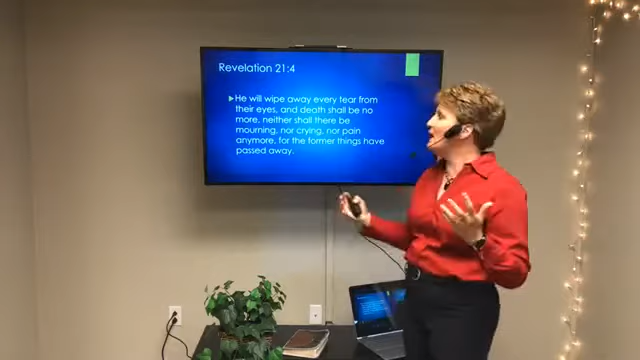 Revelation 21:4
He will wipe away every tear from
their eyes, and death shall be no
more, neither shall there be
mourning, nor crying, nor pain
anymore, for the former things have
passed away.